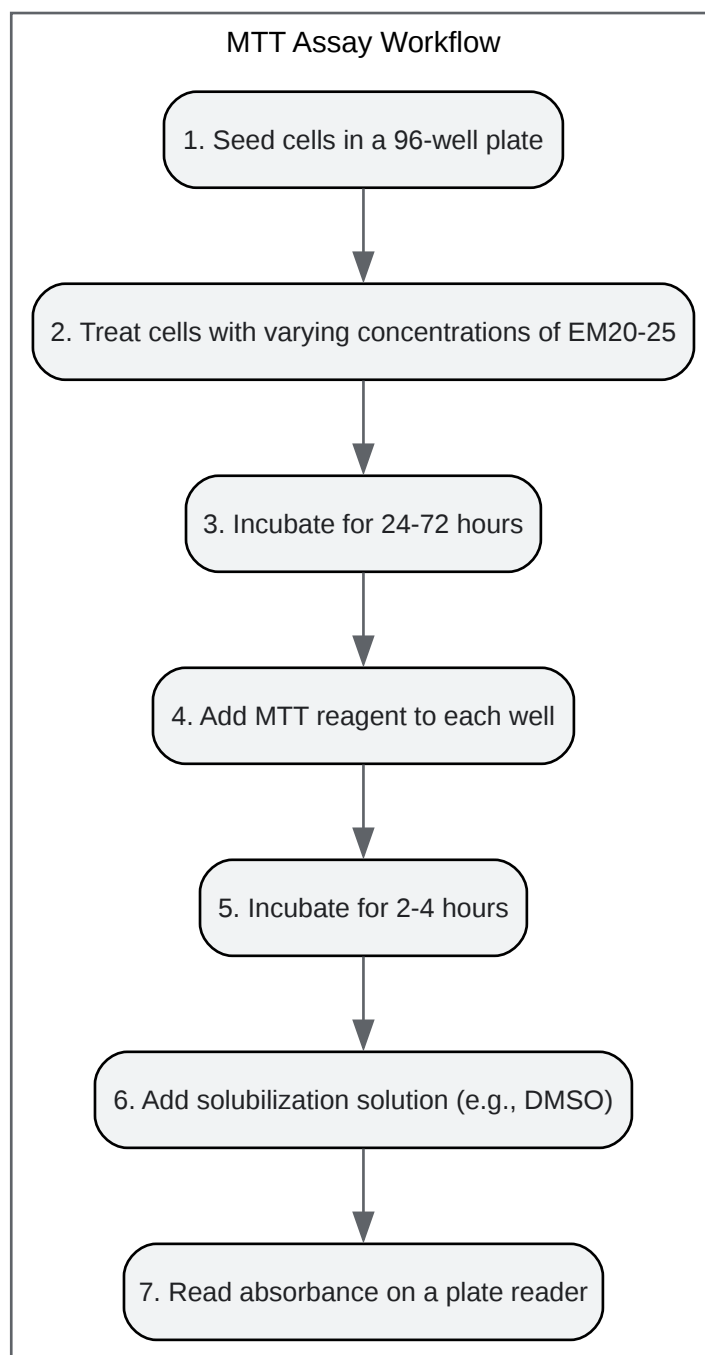 MTT Assay Workflow
1. Seed cells in a 96-well plate
2. Treat cells with varying concentrations of EM20-25
3. Incubate for 24-72 hours
4. Add MTT reagent to each well
5. Incubate for 2-4 hours
6. Add solubilization solution (e.g., DMSO)
7. Read absorbance on a plate reader